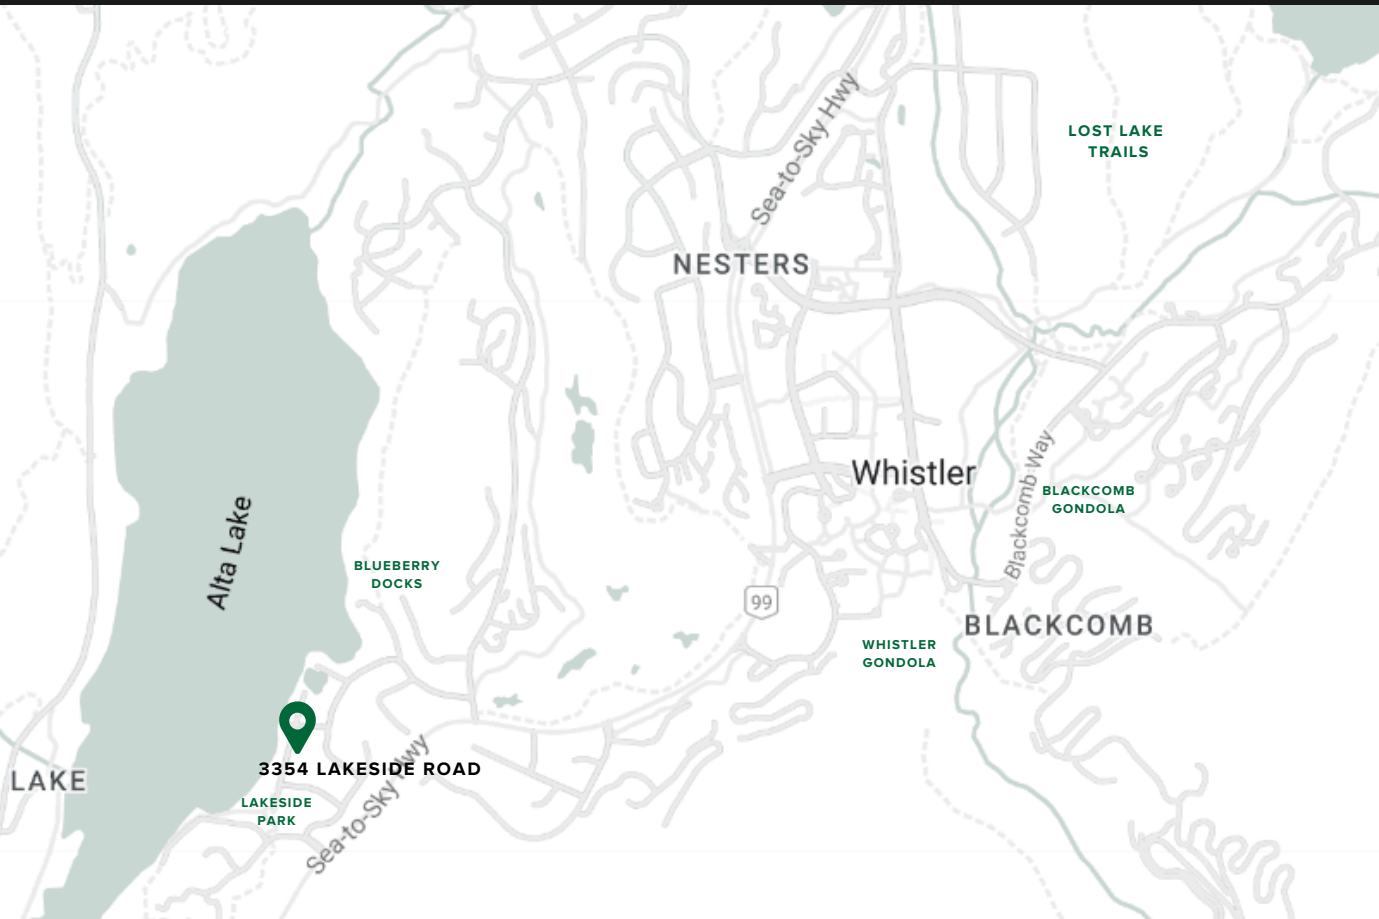 Sea-to-Sky Hwy
LOST LAKE
TRAILS
NESTERS
Whistler
Blackcomb Way
BLACKCOMB
GONDOLA
Alta Lake
BLUEBERRY
DOCKS
99
BLACKCOMB
WHISTLER
GONDOLA
3354 LAKESIDE ROAD
LAKE
Sea-to-Sky Hwy
LAKESIDE
PARK